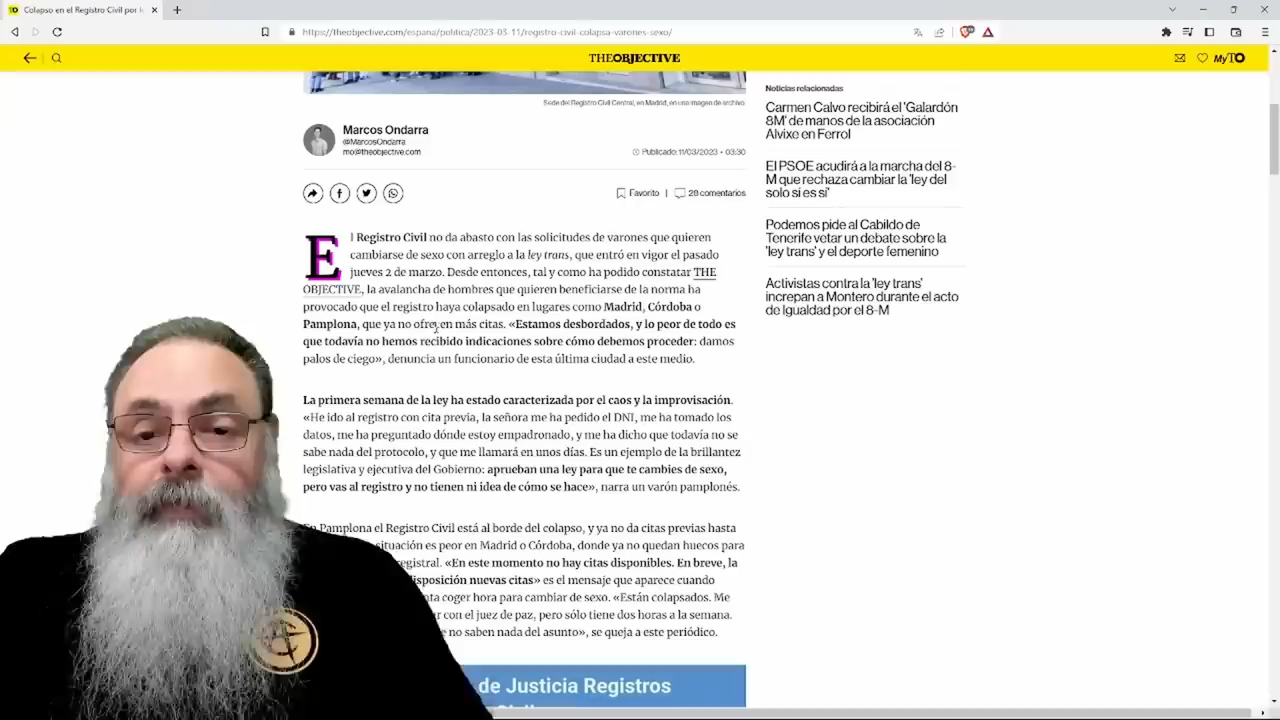 Colapso en el Registro Civil por l
https://theobjective.com/espana/politica/2023-03-11/registro-civil-colapsa-varones-sexo/
THEOBJECTIVE
MyTO
Sede del Registro Civil Central, en Madrid, en una imagen de archivo.
Marcos Ondarra
@MarcosOndarra
mo@theobjective.com
Publicado: 11/03/2023 • 03:30
Favorito | 28 comentarios
El Registro Civil no da abasto con las solicitudes de varones que quieren
cambiarse de sexo con arreglo a la ley trans, que entró en vigor el pasado
jueves 2 de marzo. Desde entonces, tal y como ha podido constatar THE
OBJECTIVE, la avalancha de hombres que quieren beneficiarse de la norma ha
provocado que el registro haya colapsado en lugares como Madrid, Córdoba o
Pamplona, que ya no ofrecen más citas. «Estamos desbordados, y lo peor de todo es
que todavía no hemos recibido indicaciones sobre cómo debemos proceder: damos
palos de ciego», denuncia un funcionario de esta última ciudad a este medio.
La primera semana de la ley ha estado caracterizada por el caos y la improvisación.
«He ido al registro con cita previa, la señora me ha pedido el DNI, me ha tomado los
datos, me ha preguntado dónde estoy empadronado, y me ha dicho que todavía no se
sabe nada del protocolo, y que me llamará en unos días. Es un ejemplo de la brillantez
legislativa y ejecutiva del Gobierno: aprueban una ley para que te cambies de sexo,
pero vas al registro y no tienen ni idea de cómo se hace», narra un varón pamplonés.
En Pamplona el Registro Civil está al borde del colapso, y ya no da citas previas hasta
situación es peor en Madrid o Córdoba, donde ya no quedan huecos para
registral. «En este momento no hay citas disponibles. En breve, la
disposición nuevas citas» es el mensaje que aparece cuando
coger hora para cambiar de sexo. «Están colapsados. Me
con el juez de paz, pero sólo tiene dos horas a la semana.
no saben nada del asunto», se queja a este periódico.
de Justicia Registros
Noticias relacionadas
Carmen Calvo recibirá el 'Galardón
8M' de manos de la asociación
Alvixe en Ferrol
El PSOE acudirá a la marcha del 8-
M que rechaza cambiar la 'ley del
solo sí es sí'
Podemos pide al Cabildo de
Tenerife vetar un debate sobre la
'ley trans' y el deporte femenino
Activistas contra la 'ley trans'
increpan a Montero durante el acto
de Igualdad por el 8-M